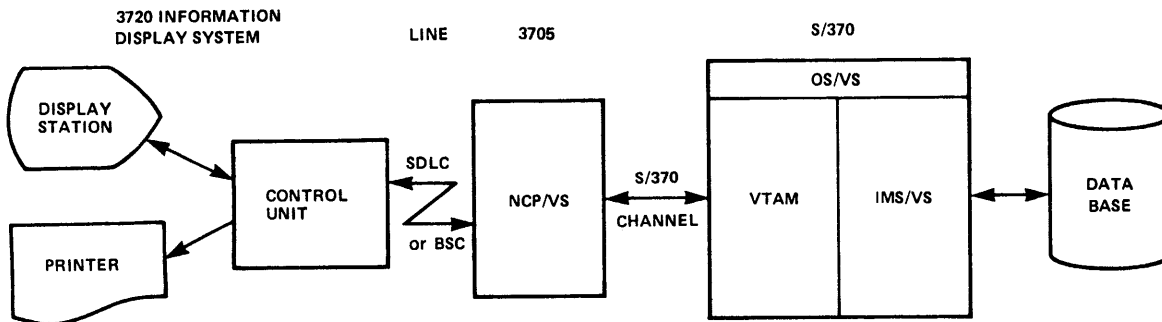 3720 INFORMATION
DISPLAY SYSTEM
LINE
3705
S/370
OS/VS
DISPLAY
STATION
CONTROL
UNIT
PRINTER
SDLC
or BSC
NCP/VS
S/370
CHANNEL
VTAM
IMS/VS
DATA
BASE